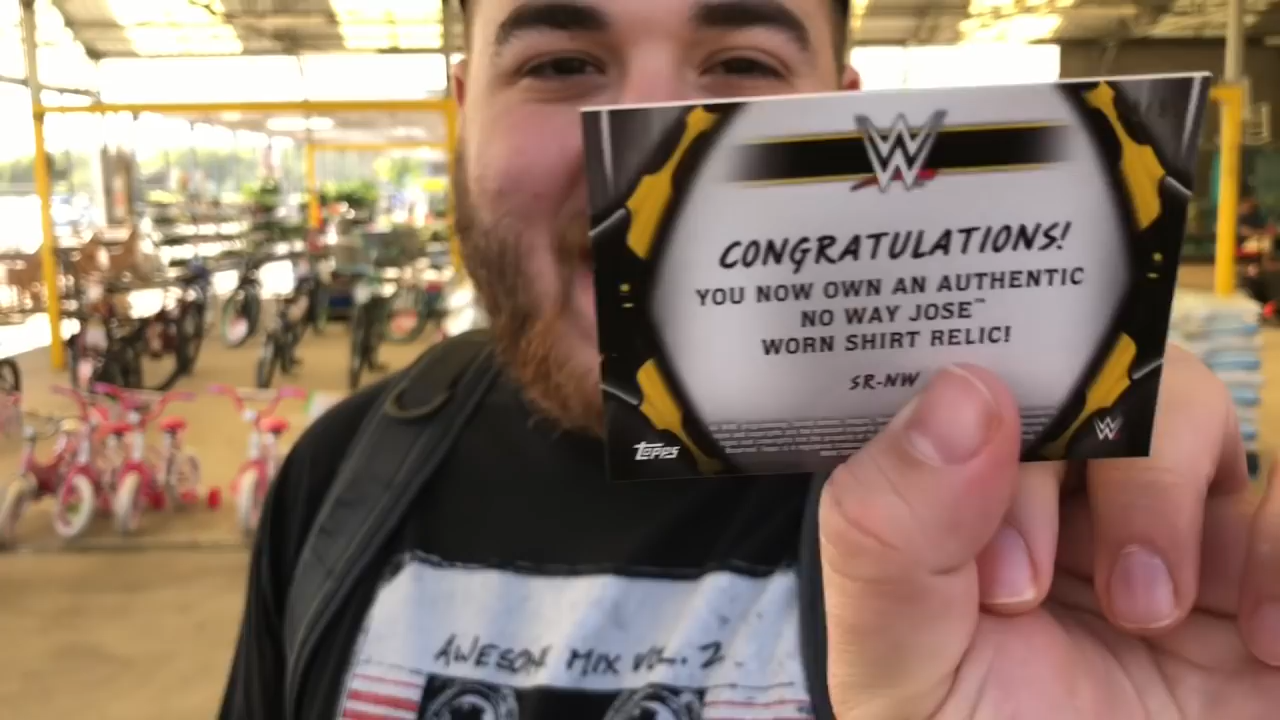 W
CONGRATULATIONS!
YOU NOW OWN AN AUTHENTIC
NO WAY JOSE™
WORN SHIRT RELIC!
SR-NW
TOPPS
W
AWESOM MIX VOL. 2